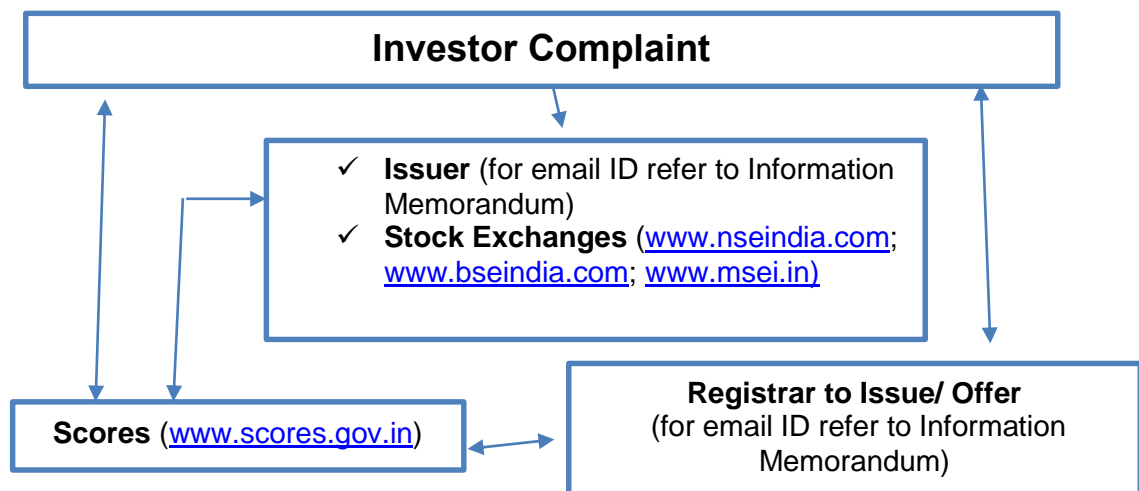 Investor Complaint
✓ Issuer (for email ID refer to Information
Memorandum)
✓ Stock Exchanges (www.nseindia.com;
www.bseindia.com; www.msei.in)
Registrar to Issue/ Offer
(for email ID refer to Information
Memorandum)
Scores (www.scores.gov.in)